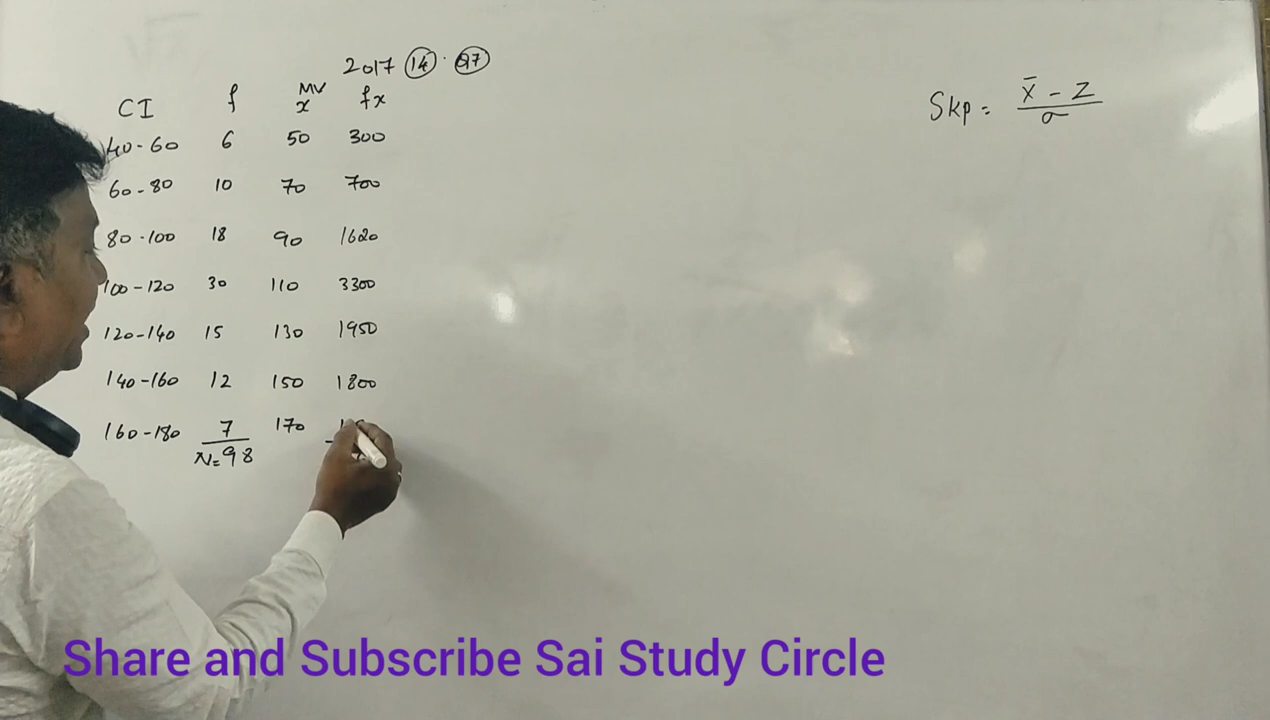 2017 (14) . (Q7)
CI f MV x fx
40-60 6 50 300
60-80 10 70 700
80-100 18 90 1620
100-120 30 110 3300
120-140 15 130 1950
140-160 12 150 1800
160-180 7 170
N=98
Skp = x̄ - Z / σ
Share and Subscribe Sai Study Circle